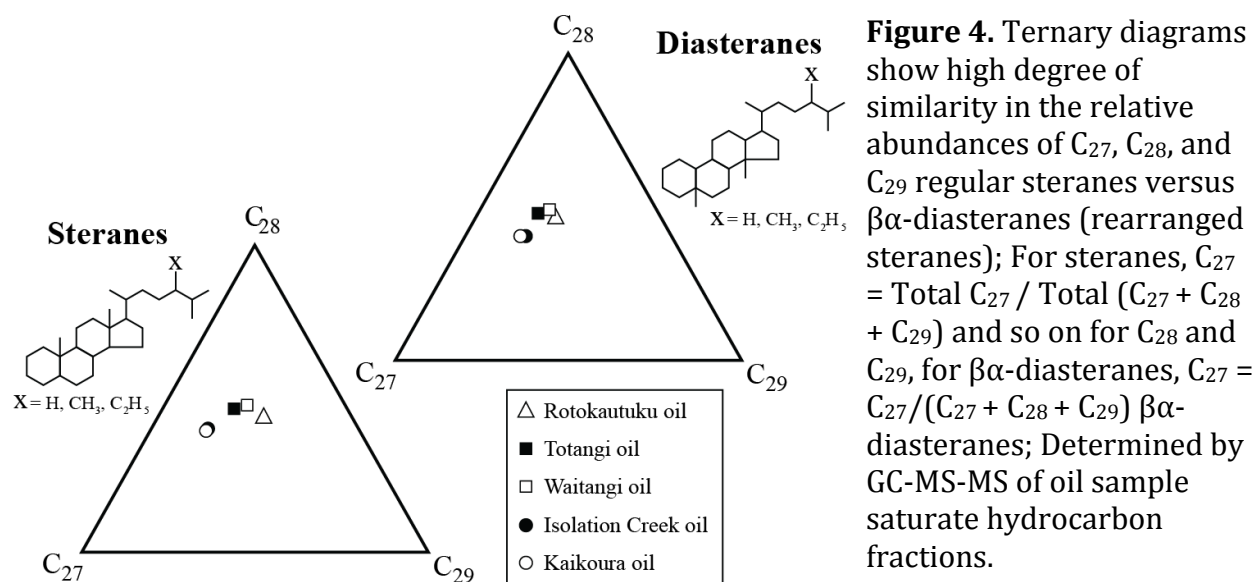 Steranes
C₂₈
X
X = H, CH₃, C₂H₅
C₂₇
C₂₉
Diasteranes
C₂₈
X
X = H, CH₃, C₂H₅
C₂₇
C₂₉
Rotokautuku oil
Totangi oil
Waitangi oil
Isolation Creek oil
Kaikoura oil
Figure 4. Ternary diagrams
show high degree of
similarity in the relative
abundances of C₂₇, C₂₈, and
C₂₉ regular steranes versus
βα-diasteranes (rearranged
steranes); For steranes, C₂₇
= Total C₂₇ / Total (C₂₇ + C₂₈
+ C₂₉) and so on for C₂₈ and
C₂₉, for βα-diasteranes, C₂₇ =
C₂₇/(C₂₇ + C₂₈ + C₂₉) βα-
diasteranes; Determined by
GC-MS-MS of oil sample
saturate hydrocarbon
fractions.